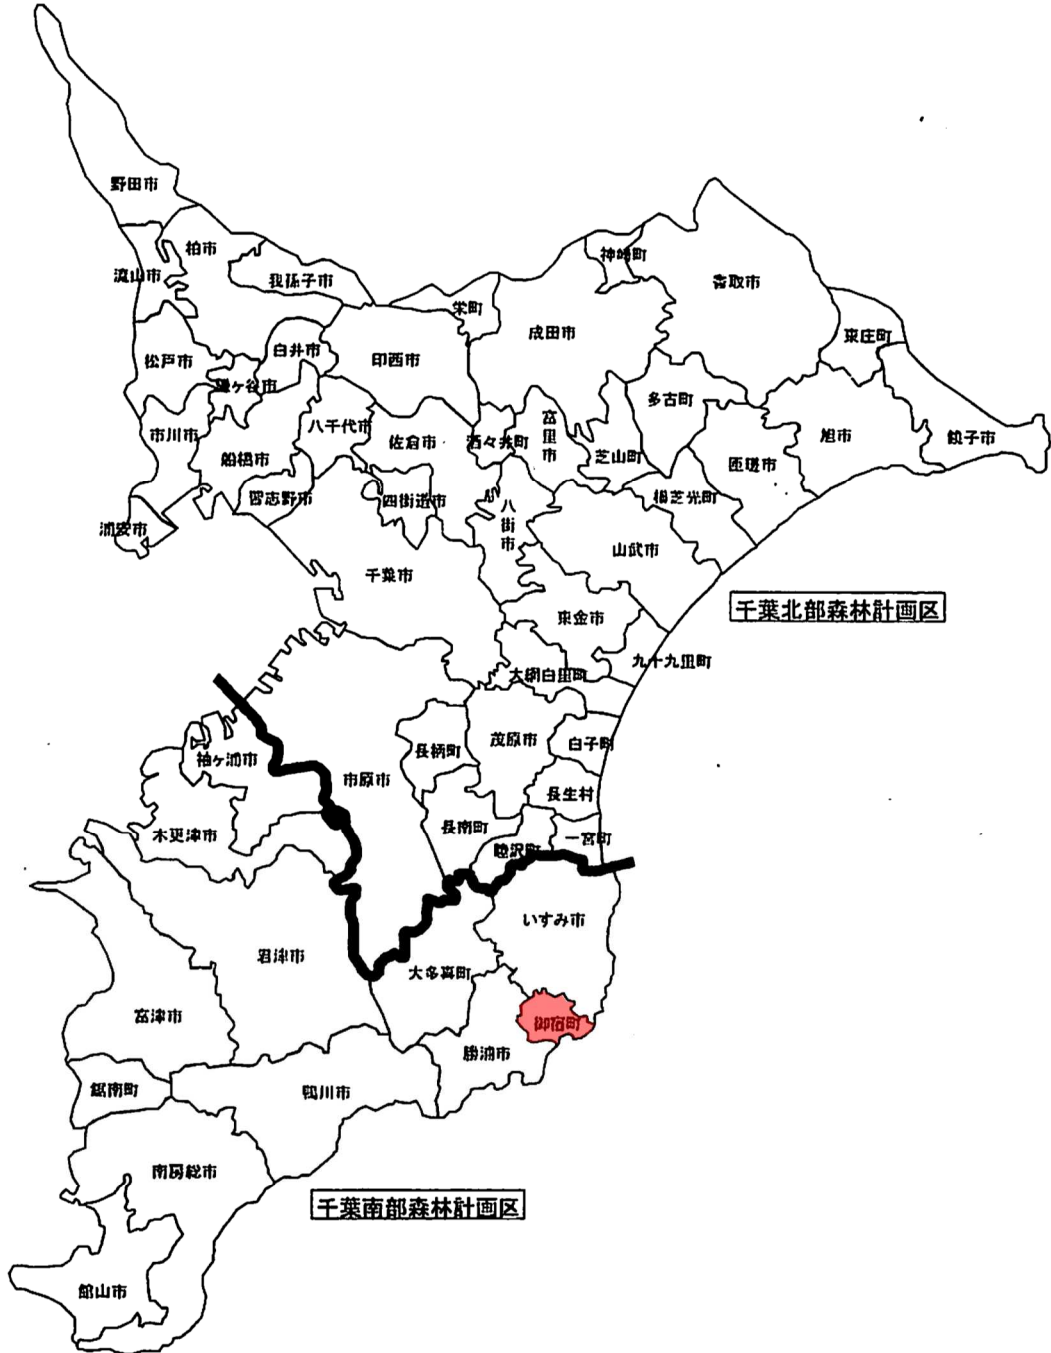 野田市
柏市
流山市
我孫子市
神崎町
香取市
栄町
成田市
東庄町
松戸市
白井市
印西市
鎌ヶ谷市
多古町
市川市
八千代市
佐倉市
酒々井町
富里市
芝山町
旭市
銚子市
船橋市
匝瑳市
習志野市
四街道市
八街市
横芝光町
浦安市
山武市
千葉市
千葉北部森林計画区
東金市
大網白里町
九十九里町
袖ヶ浦市
市原市
長柄町
茂原市
白子町
長生村
木更津市
長南町
睦沢町
一宮町
いすみ市
君津市
大多喜町
富津市
御宿町
勝浦市
鋸南町
鴨川市
南房総市
千葉南部森林計画区
館山市